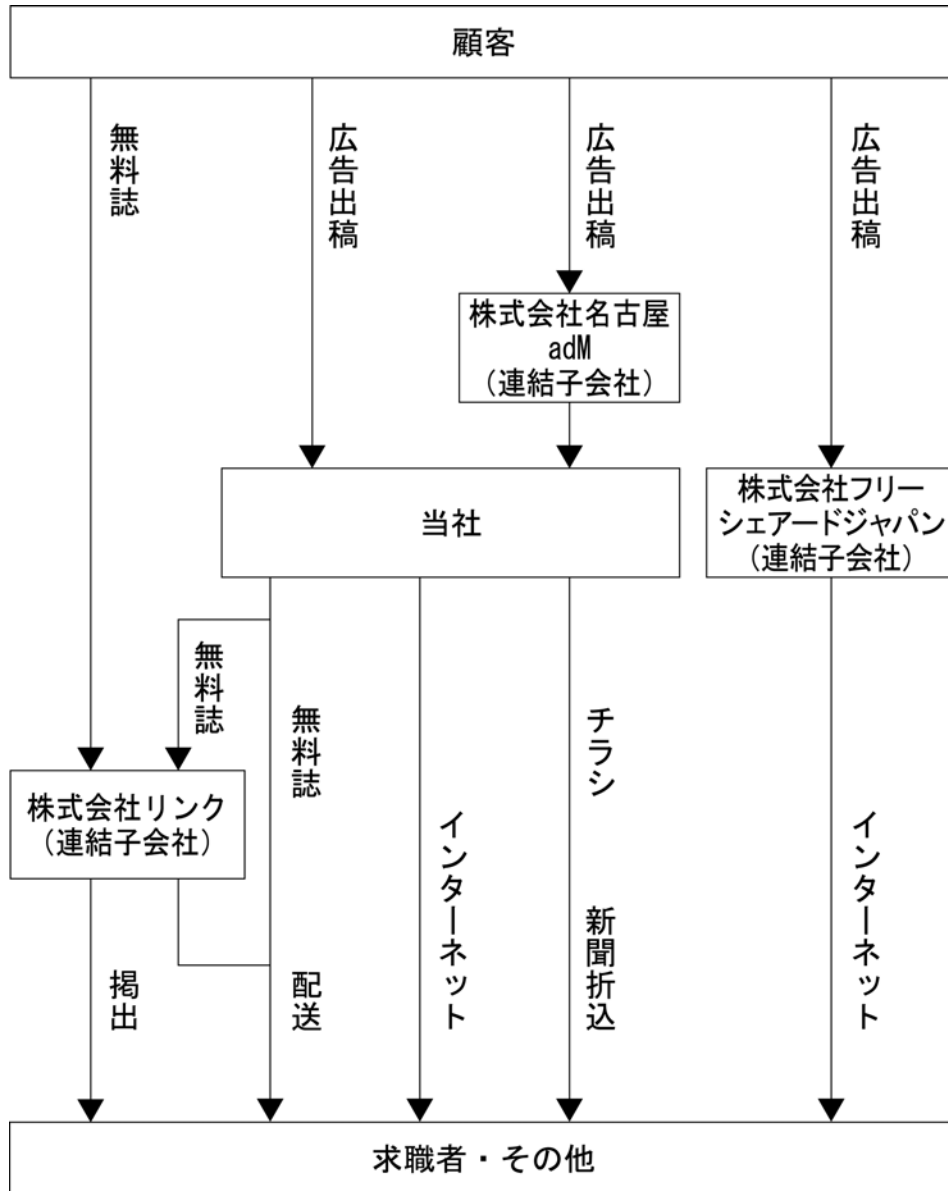 顧客
無料誌
広告出稿
広告出稿
広告出稿
株式会社名古屋
adM
（連結子会社）
当社
株式会社フリー
シェアードジャパン
（連結子会社）
無料誌
無料誌
チラシ
株式会社リンク
（連結子会社）
インターネット
インターネット
新聞折込
掲出
配送
求職者・その他